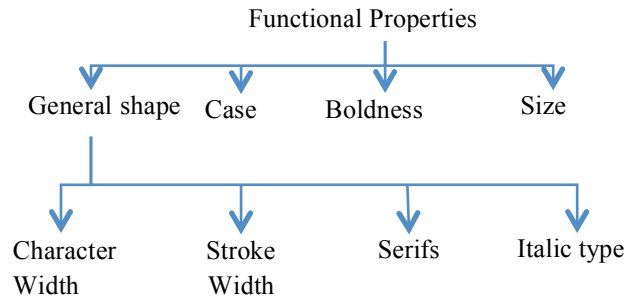 Functional Properties
General shape Case Boldness Size
Character Stroke Serifs Italic type
Width Width